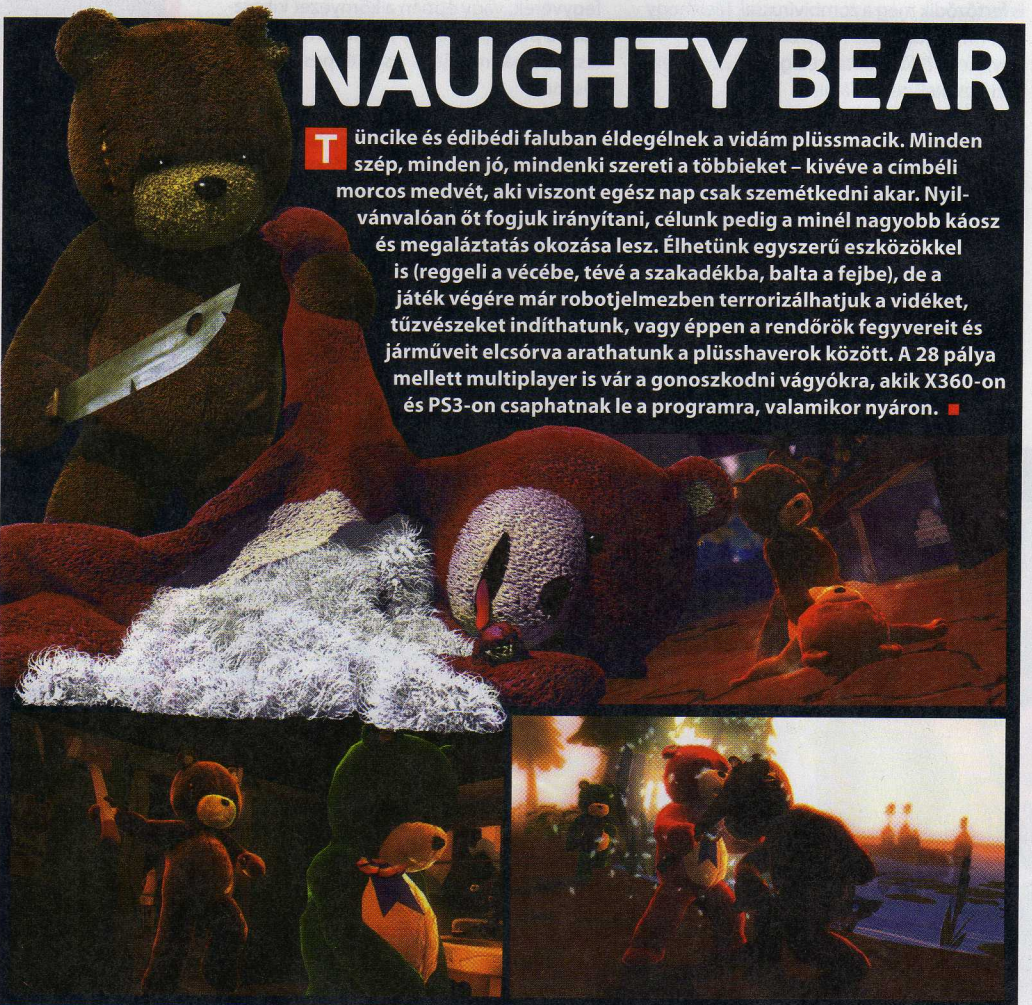 NAUGHTY BEAR
Tüncike és édibédi faluban éldegélnek a vidám plüssmacik. Minden
szép, minden jó, mindenki szereti a többieket – kivéve a címbéli
morcos medvét, aki viszont egész nap csak szemétkedni akar. Nyil-
vánvalóan őt fogjuk irányítani, célunk pedig a minél nagyobb káosz
és megaláztatás okozása lesz. Élhetünk egyszerű eszközökkel
is (reggeli a vécébe, tévé a szakadékba, balta a fejbe), de a
játék végére már robotjelmezben terrorizálhatjuk a vidéket,
tűzvészeket indíthatunk, vagy éppen a rendőrök fegyvereit és
járműveit elcsórva arathatunk a plüsshaverok között. A 28 pálya
mellett multiplayer is vár a gonoszkodni vágyókra, akik X360-on
és PS3-on csaphatnak le a programra, valamikor nyáron.